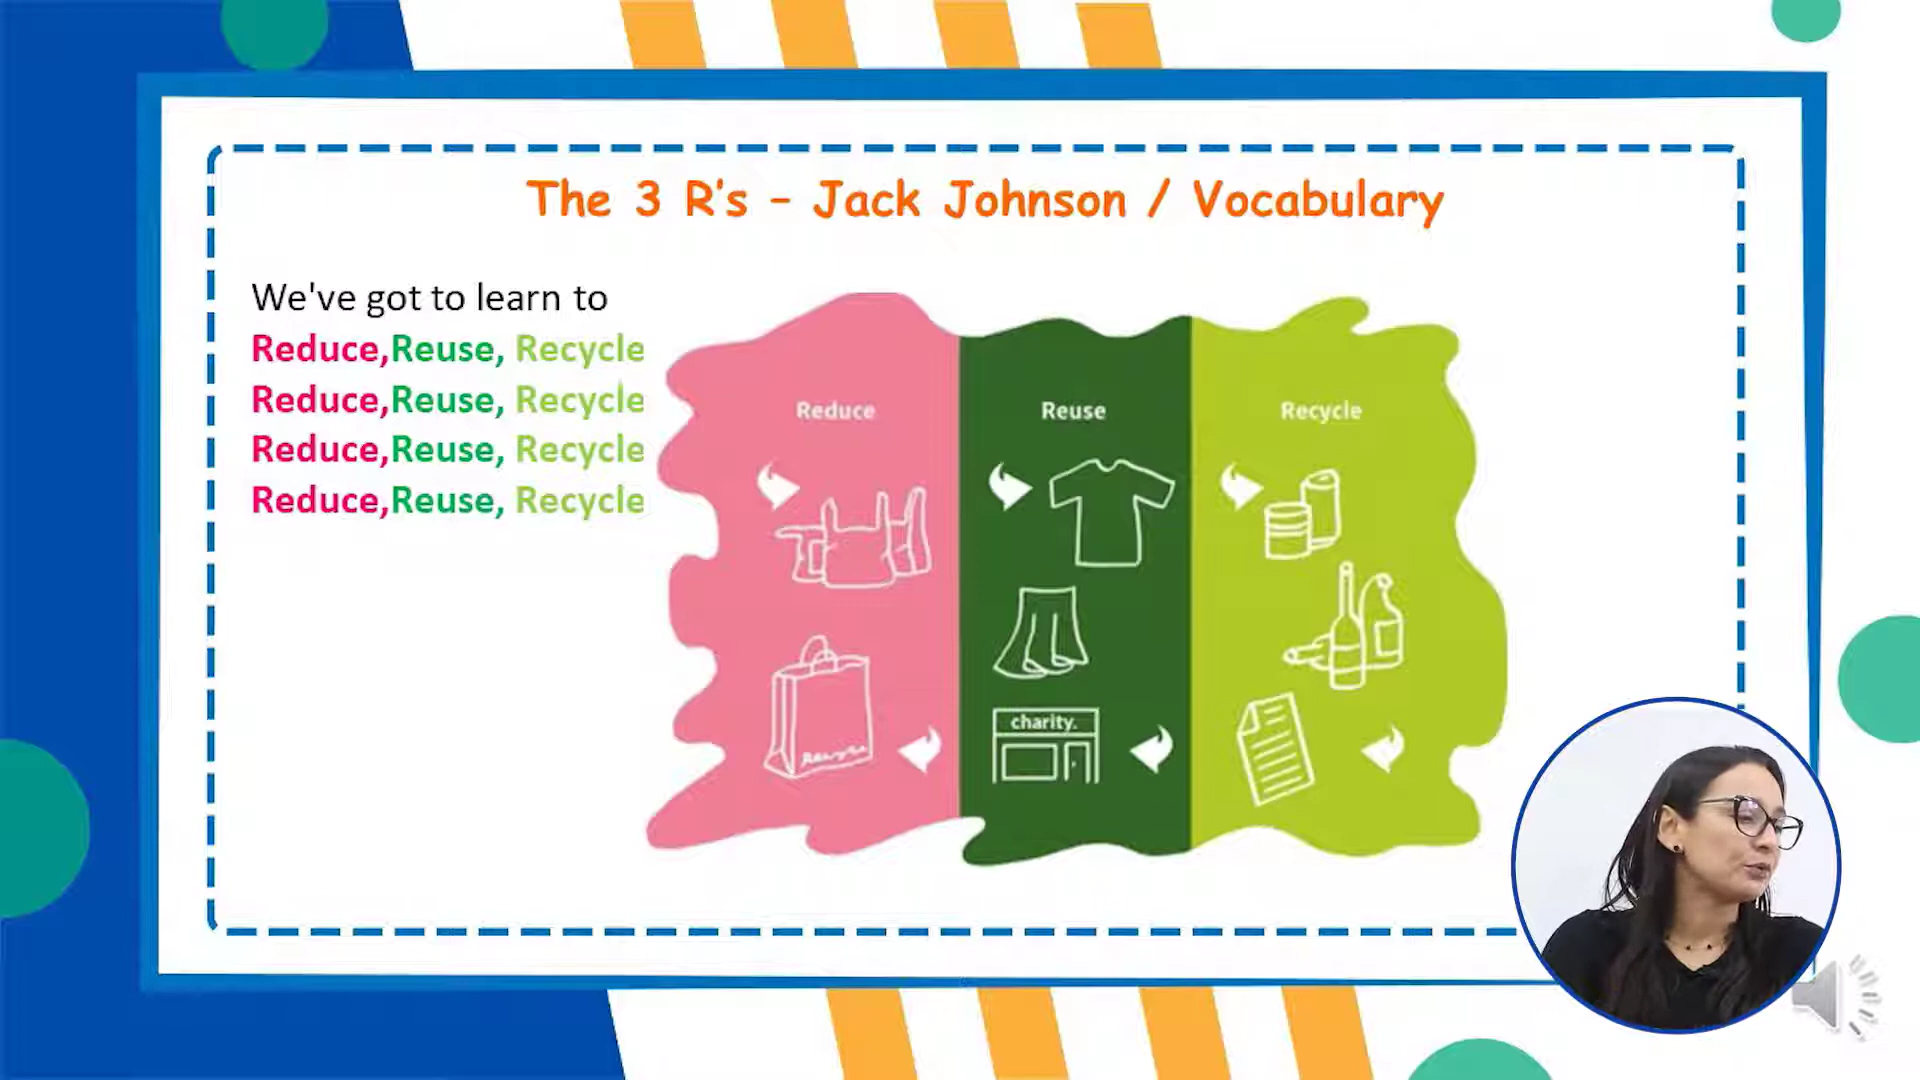 The 3 R's – Jack Johnson / Vocabulary
We've got to learn to
Reduce,Reuse, Recycle
Reduce,Reuse, Recycle
Reduce,Reuse, Recycle
Reduce,Reuse, Recycle
Reduce
Reuse
Recycle
charity.